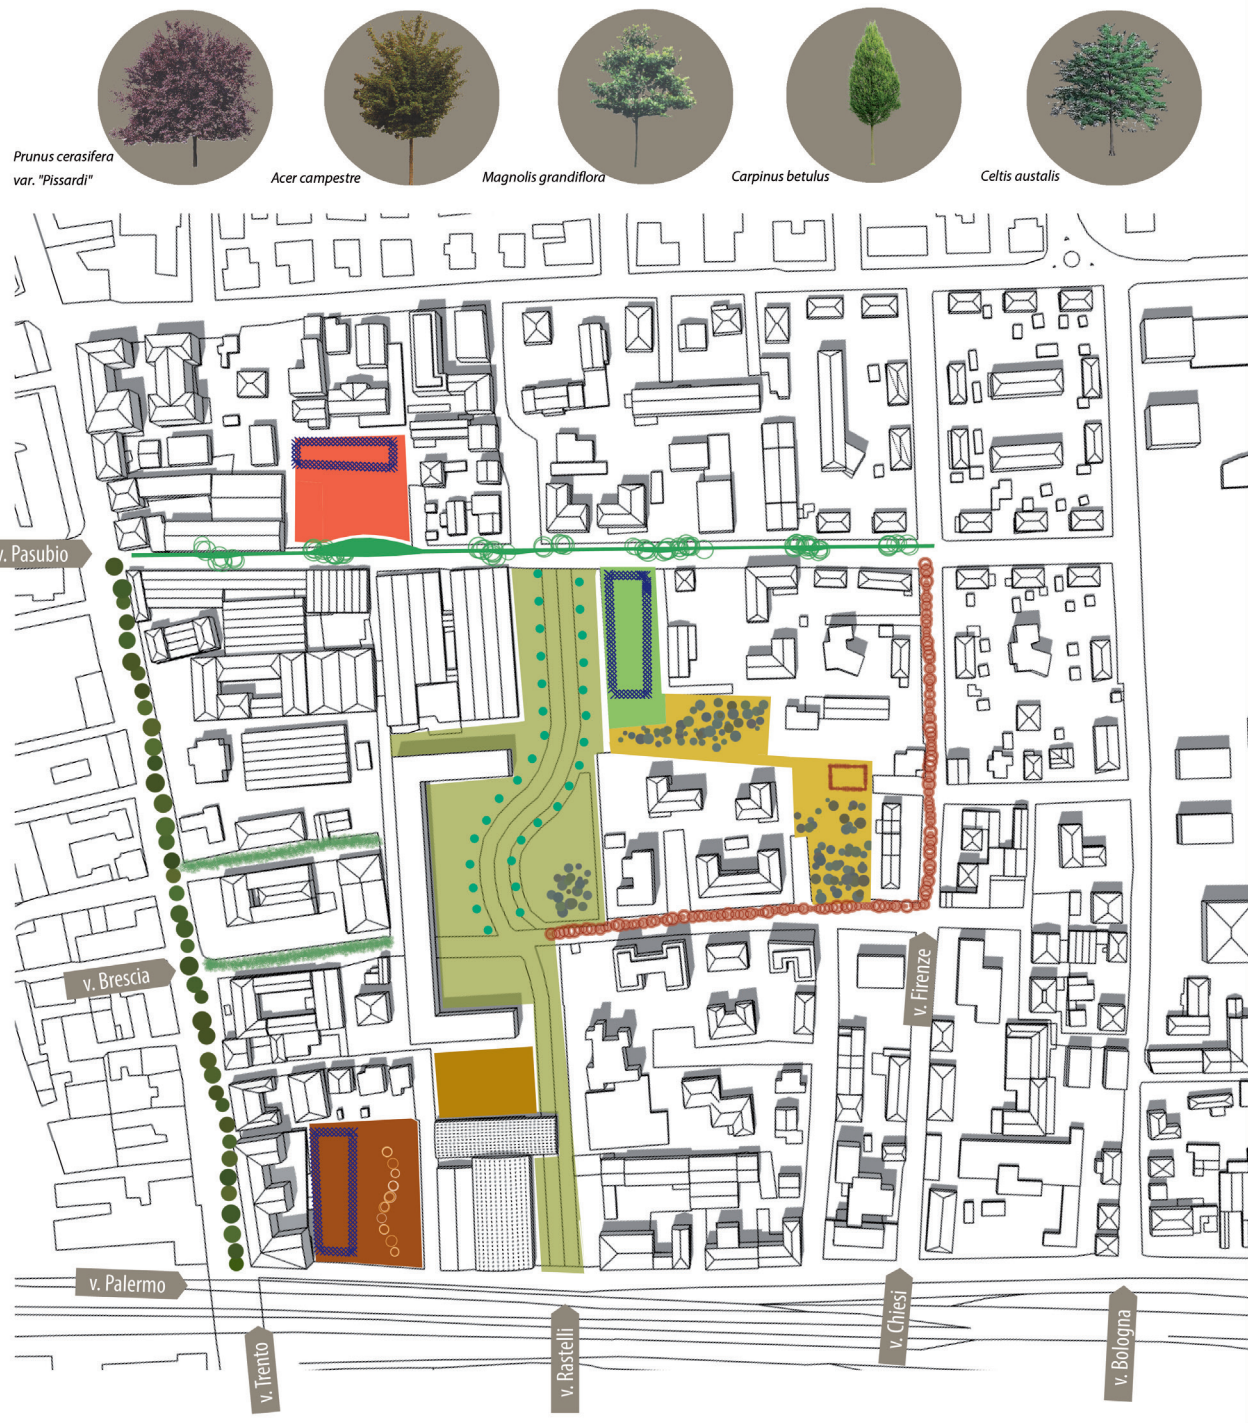 Prunus cerasifera
var. "Pissardi"
Acer campestre
Magnolis grandiflora
Carpinus betulus
Celtis australis
v. Pasubio
v. Brescia
v. Firenze
v. Palermo
v. Trento
v. Rastelli
v. Chiesi
v. Bologna